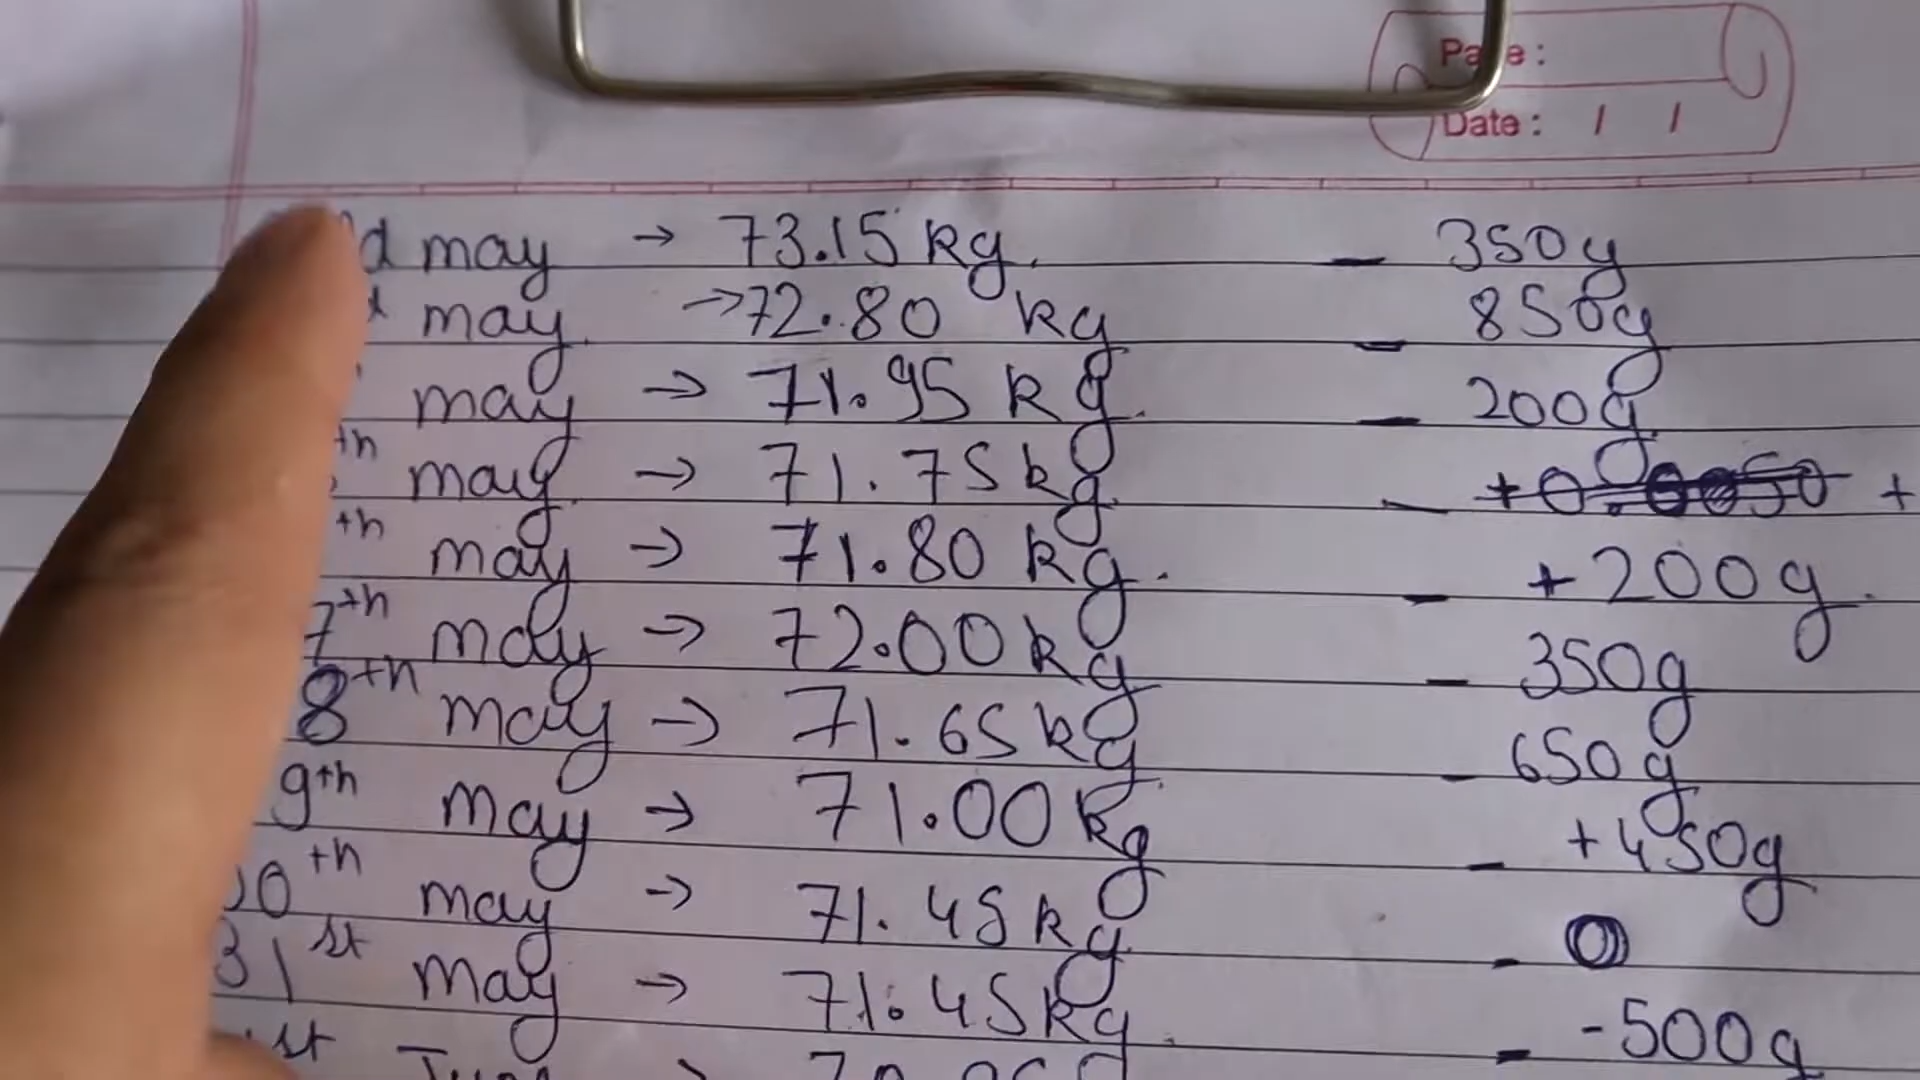 Date : / /
may → 73.15 kg. - 350g
may → 72.80 kg - 850g
may → 71.95 kg. - 200g
th may → 71.75 kg. - +
th may → 71.80 kg. - +200g.
7th may → 72.00 kg - 350g
8th may → 71.65 kg - 650g
9th may → 71.00 kg - +450g
0th may → 71.45 kg - 0
31st may → 71.45 kg - -500g
st June